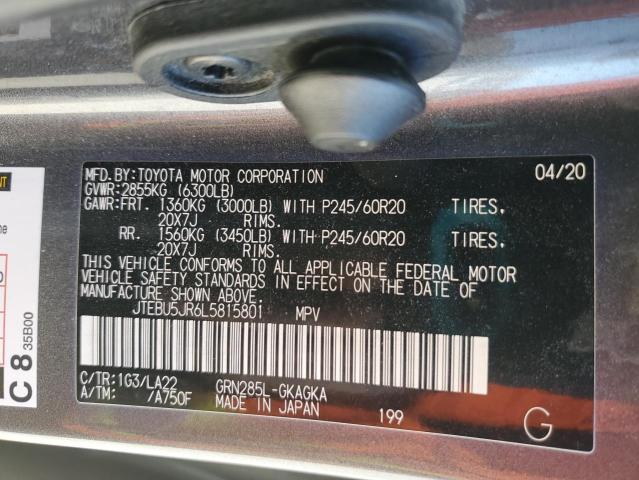 MFD.BY:TOYOTA MOTOR CORPORATION 04/20
GVWR:2855KG (6300LB)
GAWR:FRT. 1360KG (3000LB) WITH P245/60R20 TIRES.
20X7J RIMS.
RR. 1560KG (3450LB) WITH P245/60R20 TIRES.
20X7J RIMS.
THIS VEHICLE CONFORMS TO ALL APPLICABLE FEDERAL MOTOR
VEHICLE SAFETY STANDARDS IN EFFECT ON THE DATE OF
MANUFACTURE SHOWN ABOVE.
JTEBU5JR6L5815801 MPV
C/TR:1G3/LA22 GRN285L-GKAGKA
A/TM: /A750F MADE IN JAPAN 199 G
C 8 35B00